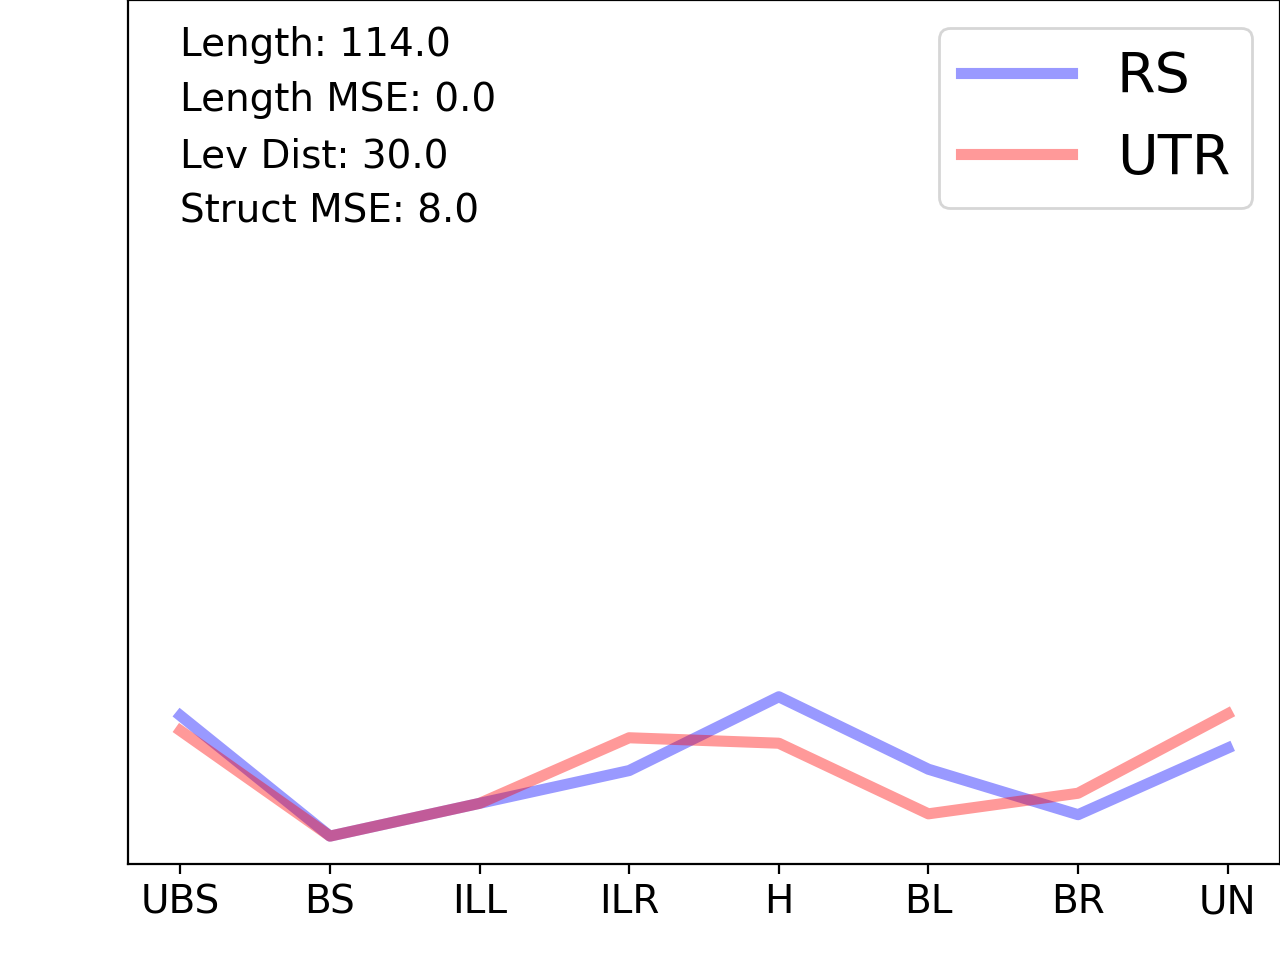 Length: 114.0
Length MSE: 0.0
Lev Dist: 30.0
Struct MSE: 8.0
RS
UTR
UBS BS ILL ILR H BL BR UN